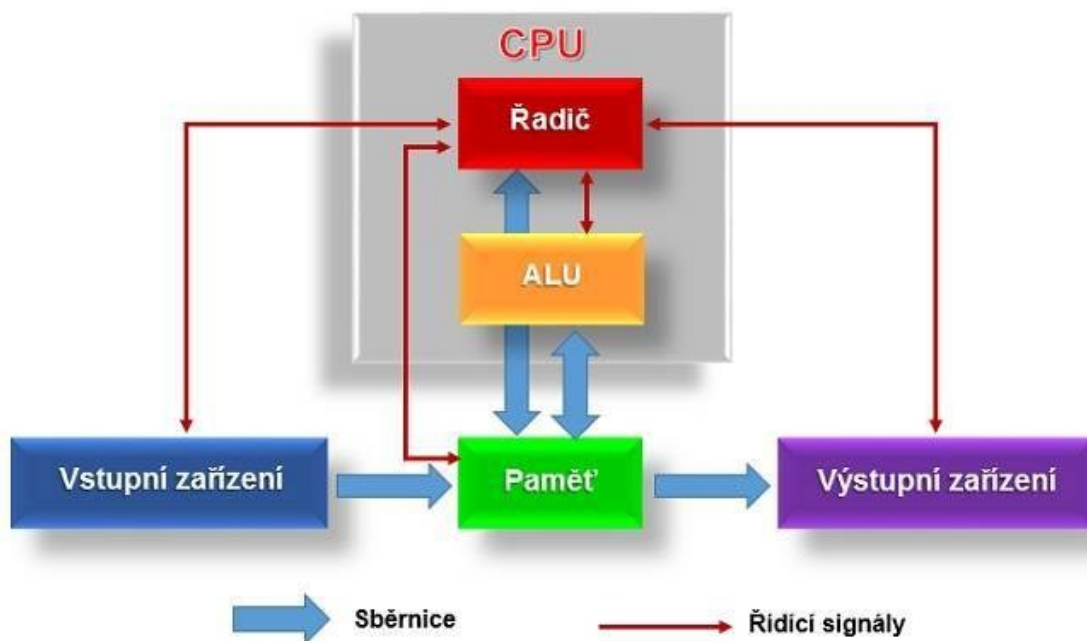 CPU
Řadič
ALU
Vstupní zařízení
Paměť
Výstupní zařízení
Sběrnice
Řídící signály